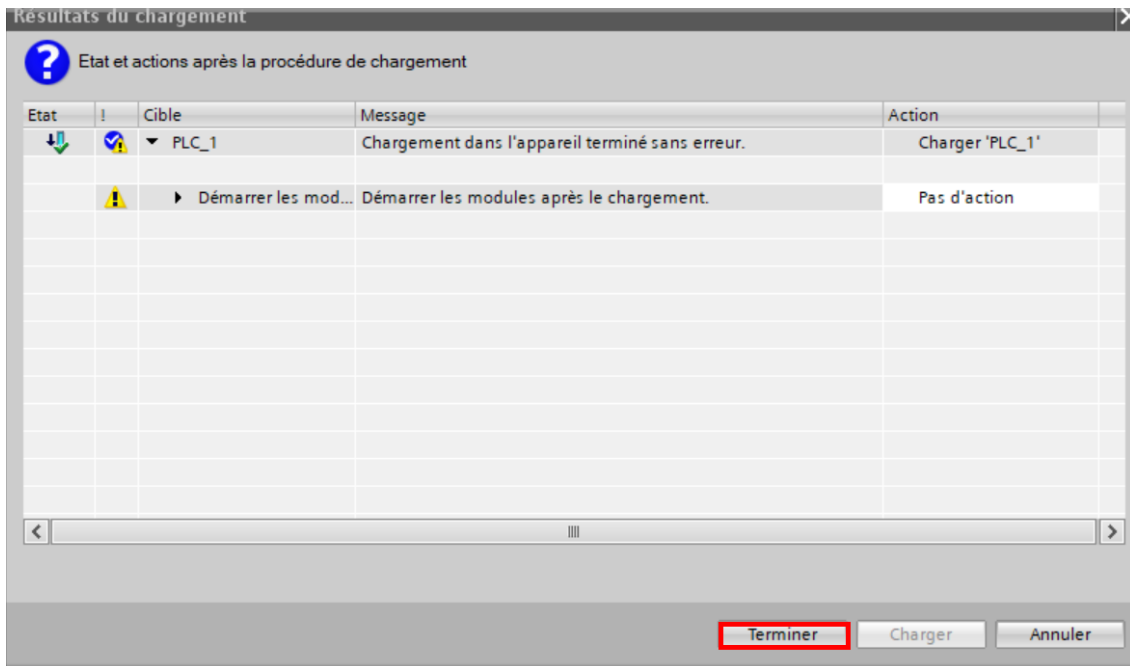 Résultats du chargement
Etat et actions après la procédure de chargement
Etat ! Cible Message Action
PLC_1 Chargement dans l'appareil terminé sans erreur. Charger 'PLC_1'
Démarrer les mod... Démarrer les modules après le chargement. Pas d'action
Terminer Charger Annuler